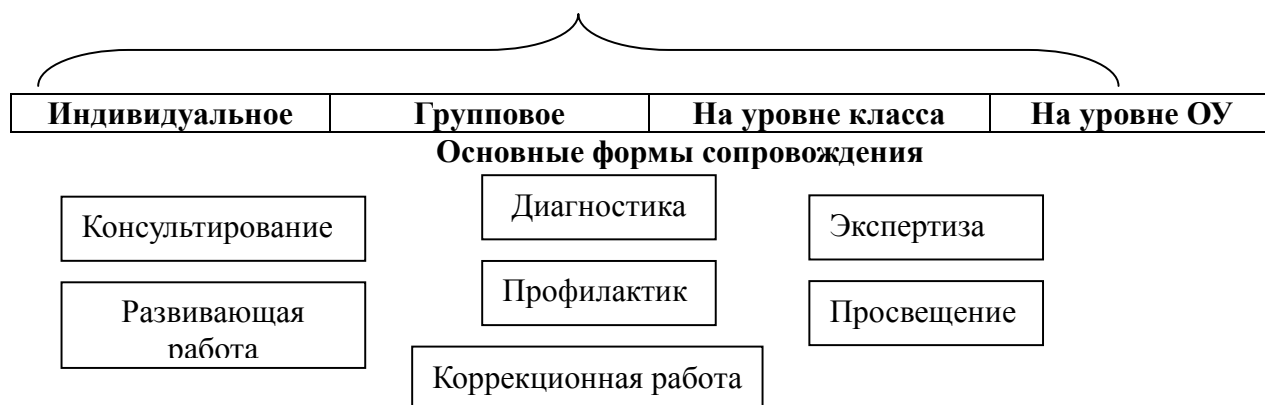 Индивидуальное Групповое На уровне класса На уровне ОУ
Основные формы сопровождения
Консультирование
Диагностика
Экспертиза
Развивающая
работа
Профилактик
Просвещение
Коррекционная работа